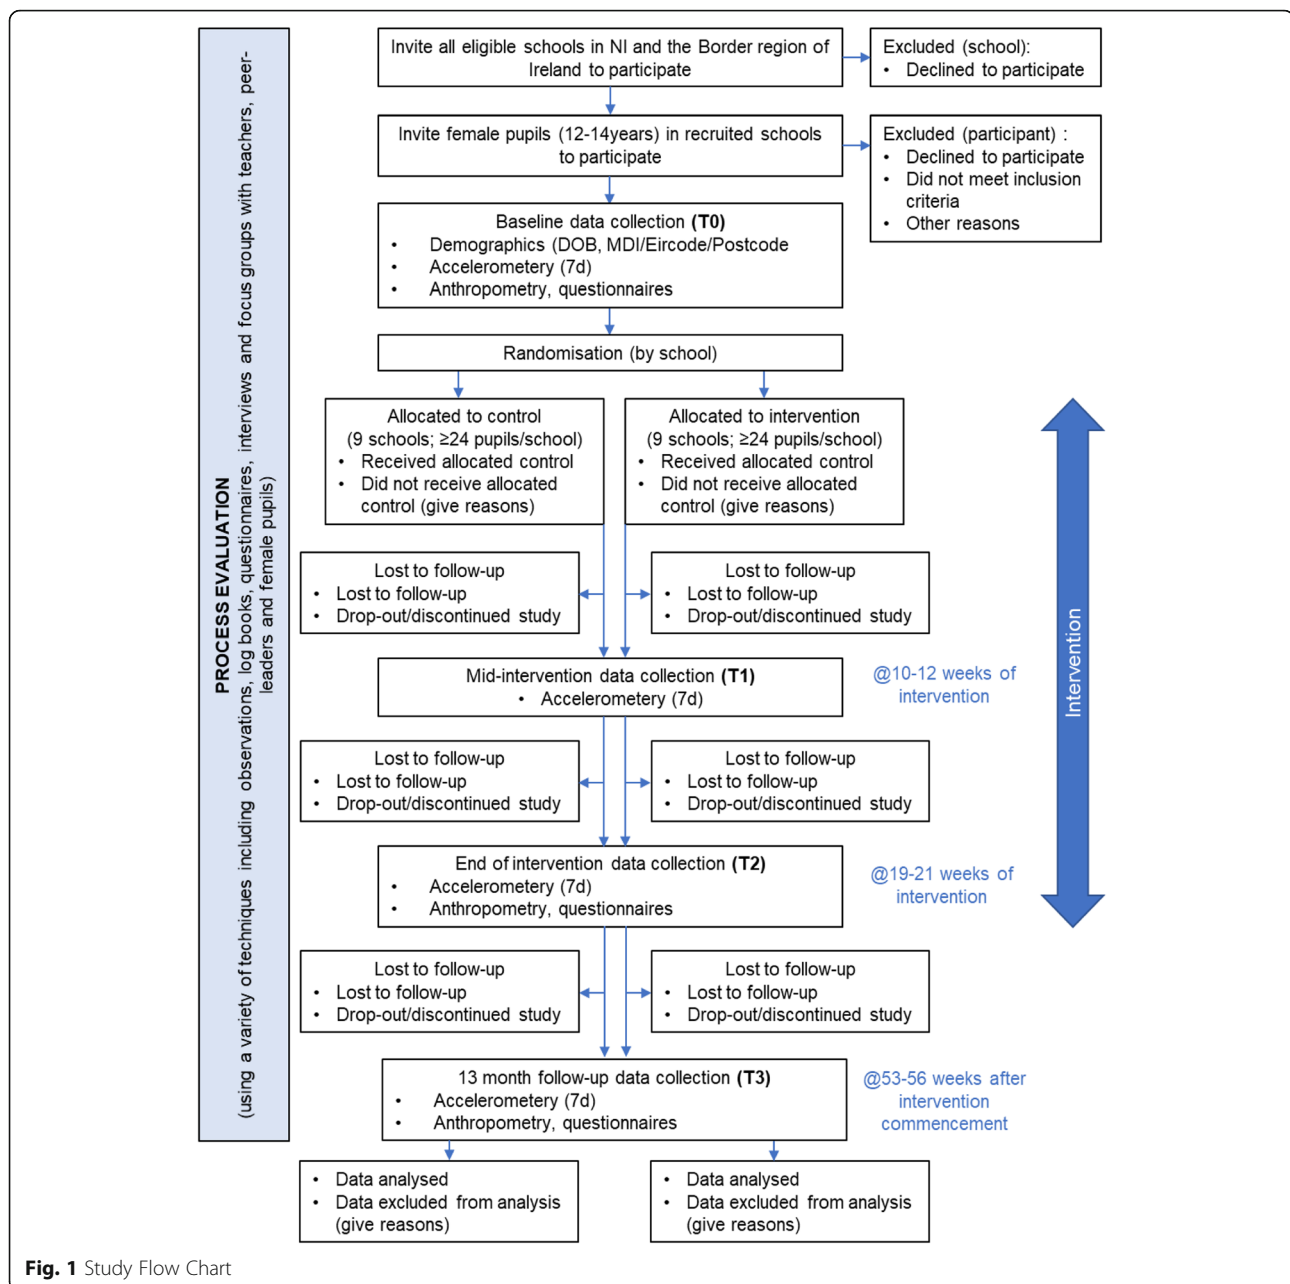 PROCESS EVALUATION
(using a variety of techniques including observations, log books, questionnaires, interviews and focus groups with teachers, peer-
leaders and female pupils)
Invite all eligible schools in NI and the Border region of
Ireland to participate
Excluded (school):
• Declined to participate
Invite female pupils (12-14years) in recruited schools
to participate
Excluded (participant) :
• Declined to participate
• Did not meet inclusion
criteria
• Other reasons
Baseline data collection (T0)
• Demographics (DOB, MDI/Eircode/Postcode
• Accelerometery (7d)
• Anthropometry, questionnaires
Randomisation (by school)
Allocated to control
(9 schools; ≥24 pupils/school)
• Received allocated control
• Did not receive allocated
control (give reasons)
Allocated to intervention
(9 schools; ≥24 pupils/school)
• Received allocated control
• Did not receive allocated
control (give reasons)
Lost to follow-up
• Lost to follow-up
• Drop-out/discontinued study
Lost to follow-up
• Lost to follow-up
• Drop-out/discontinued study
Mid-intervention data collection (T1)
• Accelerometery (7d)
@10-12 weeks of
intervention
Intervention
Lost to follow-up
• Lost to follow-up
• Drop-out/discontinued study
Lost to follow-up
• Lost to follow-up
• Drop-out/discontinued study
End of intervention data collection (T2)
• Accelerometery (7d)
• Anthropometry, questionnaires
@19-21 weeks of
intervention
Lost to follow-up
• Lost to follow-up
• Drop-out/discontinued study
Lost to follow-up
• Lost to follow-up
• Drop-out/discontinued study
13 month follow-up data collection (T3)
• Accelerometery (7d)
• Anthropometry, questionnaires
@53-56 weeks after
intervention
commencement
• Data analysed
• Data excluded from analysis
(give reasons)
• Data analysed
• Data excluded from analysis
(give reasons)
Fig. 1 Study Flow Chart